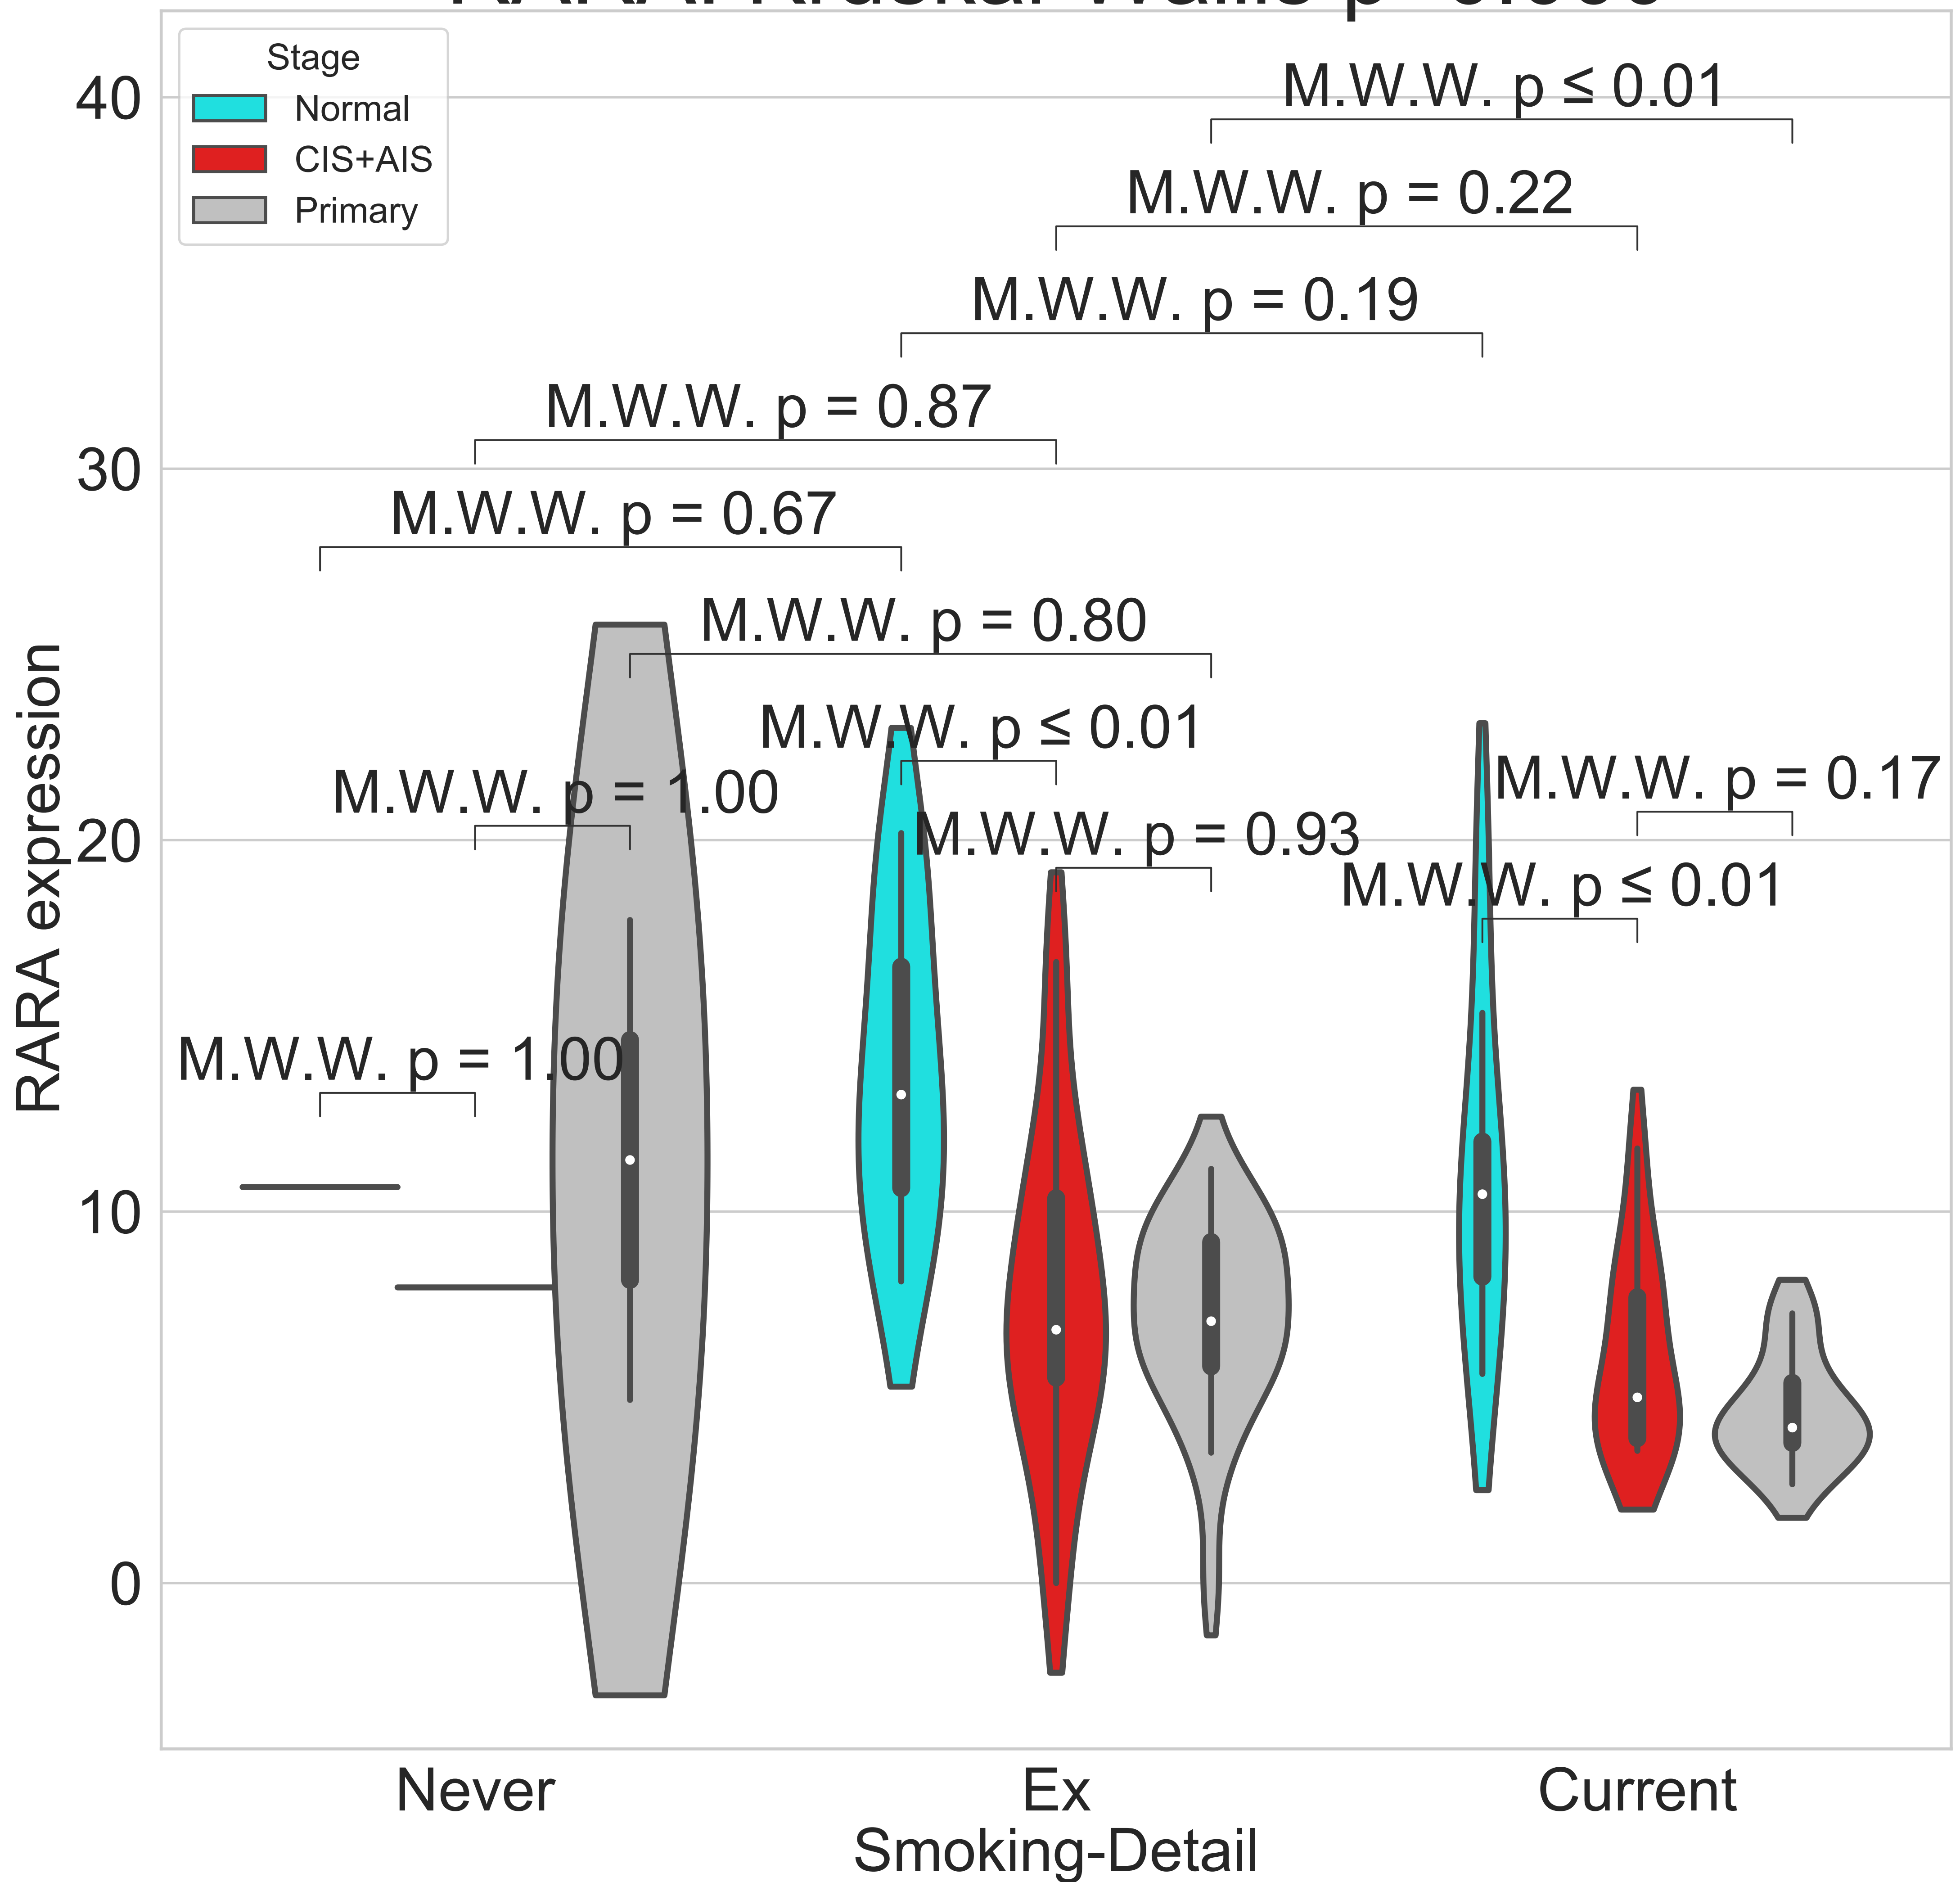 Stage
Normal
CIS+AIS
Primary
M.W.W. p ≤ 0.01
M.W.W. p = 0.22
M.W.W. p = 0.19
M.W.W. p = 0.87
M.W.W. p = 0.67
M.W.W. p = 0.80
M.W.W. p ≤ 0.01
M.W.W. p = 1.00
M.W.W. p = 0.17
M.W.W. p = 0.93
M.W.W. p ≤ 0.01
M.W.W. p = 1.00
40
30
20
10
0
RARA expression
Never
Ex
Current
Smoking-Detail